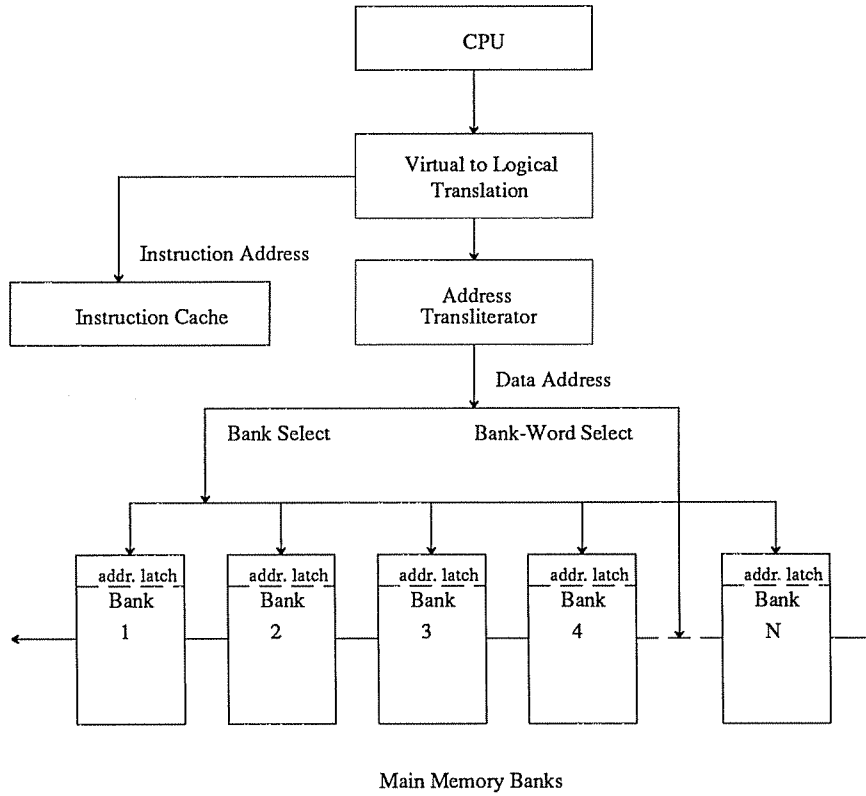 CPU
Virtual to Logical
Translation
Instruction Address
Instruction Cache
Address
Transliterator
Data Address
Bank Select
Bank-Word Select
addr. latch
Bank
1
addr. latch
Bank
2
addr. latch
Bank
3
addr. latch
Bank
4
addr. latch
Bank
N
Main Memory Banks